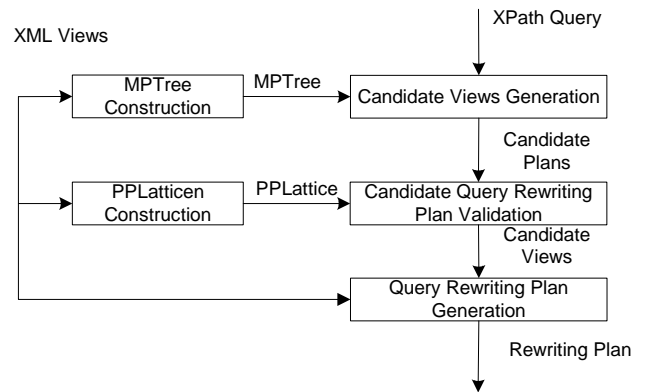 XPath Query
XML Views
MPTree
Construction
MPTree
Candidate Views Generation
Candidate
Plans
PPLatticen
Construction
PPLattice
Candidate Query Rewriting
Plan Validation
Candidate
Views
Query Rewriting Plan
Generation
Rewriting Plan